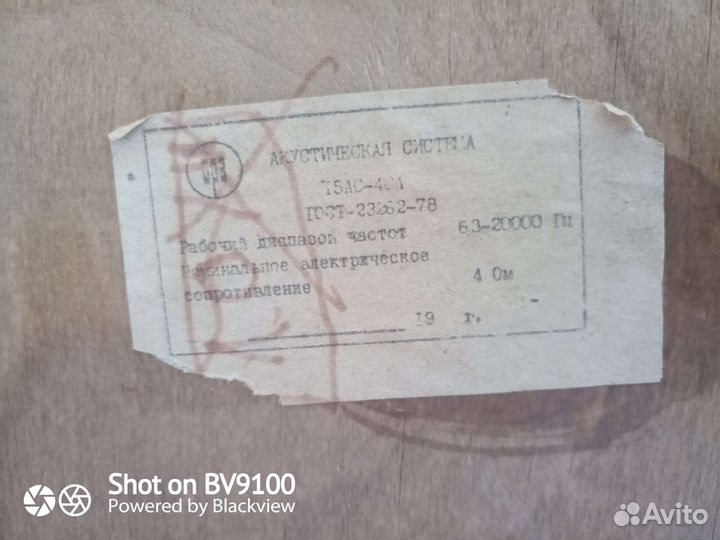 АКУСТИЧЕСКАЯ СИСТЕМА
15АС-404
ГОСТ-23262-78
Рабочий диапазон частот 63-20000 Гц
Номинальное электрическое
сопротивление 4 Ом
19 г.
Shot on BV9100
Powered by Blackview
Avito